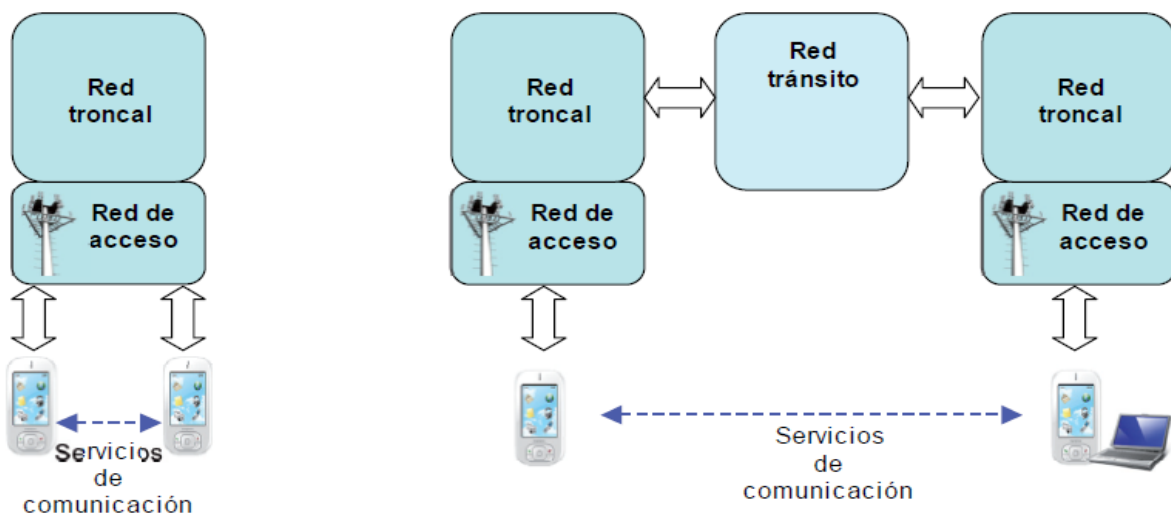 Red
troncal
Red de
acceso
Servicios
de
comunicación
Red
troncal
Red de
acceso
Red
tránsito
Red
troncal
Red de
acceso
Servicios
de
comunicación